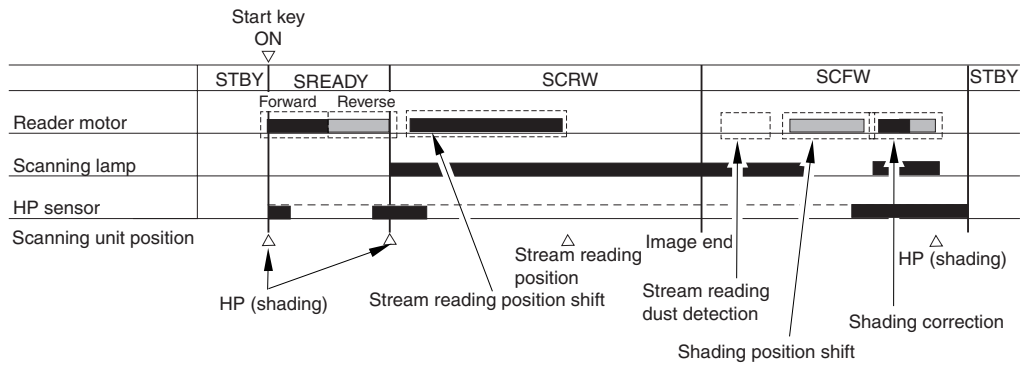 Start key
ON
STBY SREADY SCRW SCFW STBY
Forward Reverse
Reader motor
Scanning lamp
HP sensor
Scanning unit position
HP (shading)
Stream reading position shift
Stream reading
position
Image end
Stream reading
dust detection
Shading position shift
Shading correction
HP (shading)